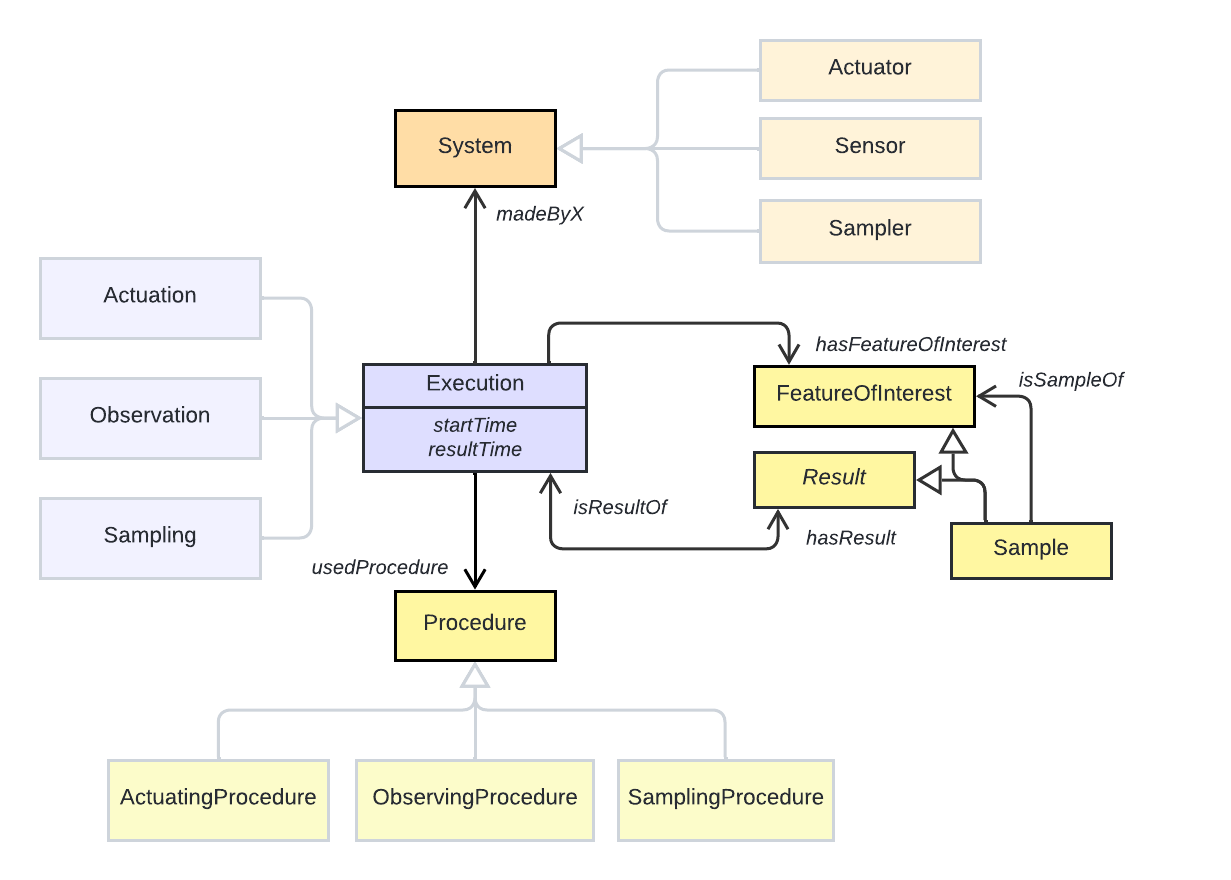 Actuator
System
Sensor
madeByX
Sampler
Actuation
hasFeatureOfInterest
Execution
FeatureOfInterest
isSampleOf
Observation
startTime
resultTime
Result
isResultOf
hasResult
Sampling
Sample
usedProcedure
Procedure
ActuatingProcedure
ObservingProcedure
SamplingProcedure